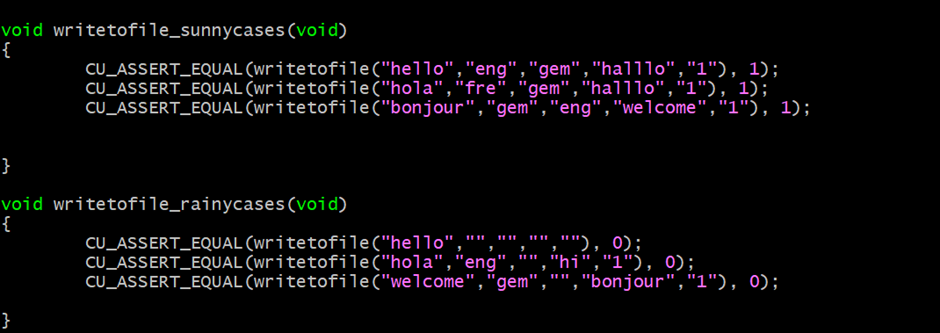 void writetofile_sunnycases(void)
{
        CU_ASSERT_EQUAL(writetofile("hello","eng","gem","halllo","1"), 1);
        CU_ASSERT_EQUAL(writetofile("hola","fre","gem","halllo","1"), 1);
        CU_ASSERT_EQUAL(writetofile("bonjour","gem","eng","welcome","1"), 1);
}
void writetofile_rainycases(void)
{
        CU_ASSERT_EQUAL(writetofile("hello","","","",""), 0);
        CU_ASSERT_EQUAL(writetofile("hola","eng","","hi","1"), 0);
        CU_ASSERT_EQUAL(writetofile("welcome","gem","","bonjour","1"), 0);
}